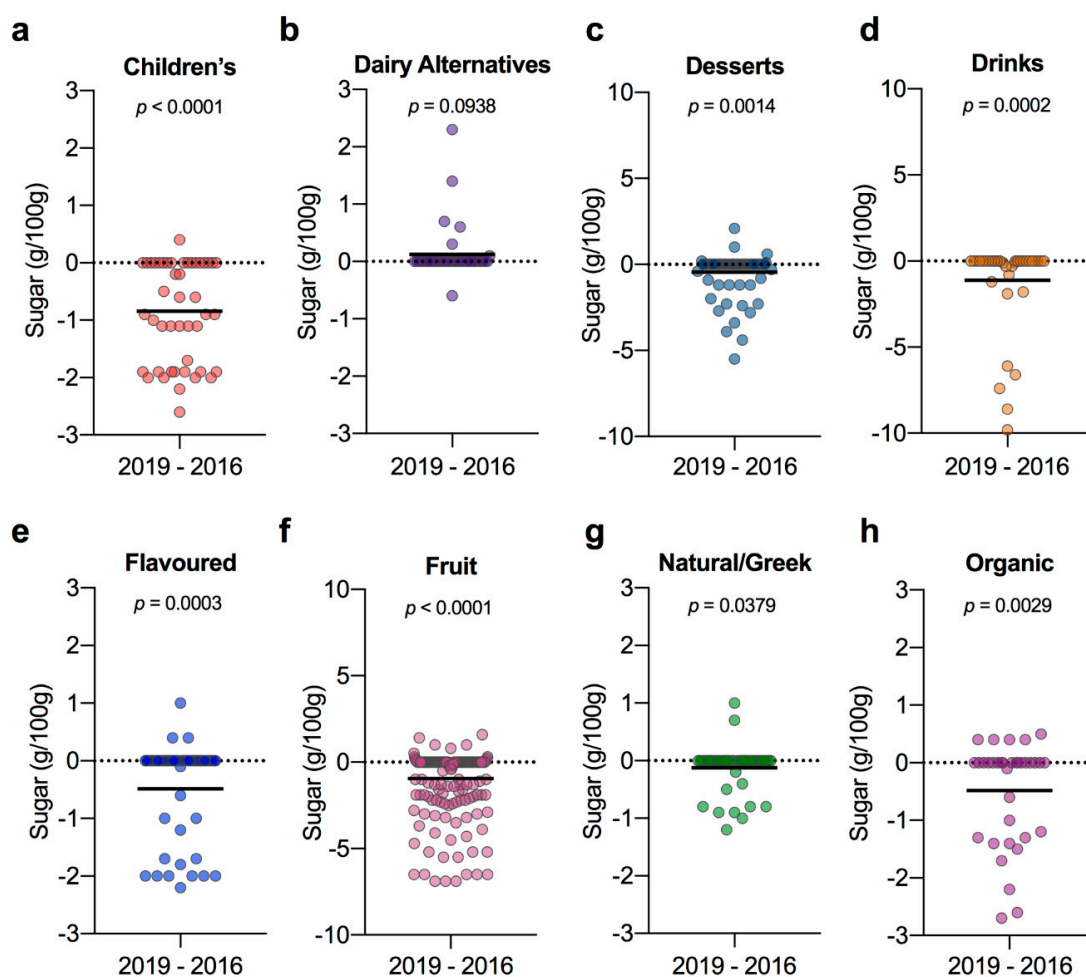 a
Children's
p < 0.0001
3
2
1
0
-1
-2
-3
Sugar (g/100g)
2019 - 2016
b
Dairy Alternatives
p = 0.0938
3
2
1
0
-1
-2
-3
Sugar (g/100g)
2019 - 2016
c
Desserts
p = 0.0014
10
5
0
-5
-10
Sugar (g/100g)
2019 - 2016
d
Drinks
p = 0.0002
10
5
0
-5
-10
Sugar (g/100g)
2019 - 2016
e
Flavoured
p = 0.0003
3
2
1
0
-1
-2
-3
Sugar (g/100g)
2019 - 2016
f
Fruit
p < 0.0001
10
5
0
-5
-10
Sugar (g/100g)
2019 - 2016
g
Natural/Greek
p = 0.0379
3
2
1
0
-1
-2
-3
Sugar (g/100g)
2019 - 2016
h
Organic
p = 0.0029
3
2
1
0
-1
-2
-3
Sugar (g/100g)
2019 - 2016